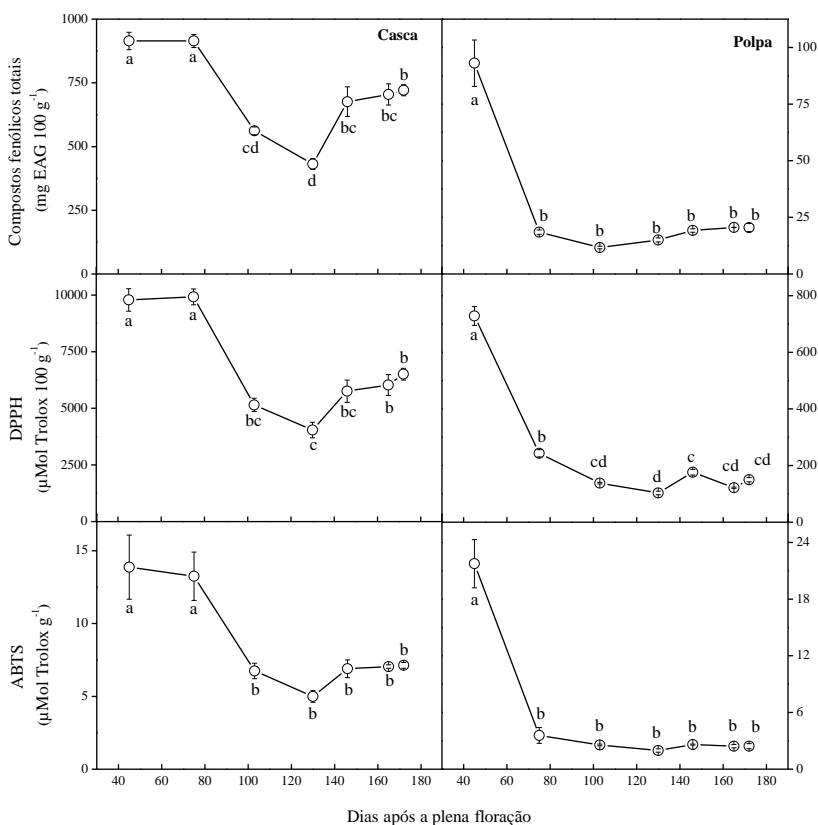 Casca
Polpa
Compostos fenólicos totais
(mg EAG 100 g⁻¹)
1000
750
500
250
0
a
a
cd
d
bc
bc
b
100
75
50
25
0
a
b
b
b
b
b
b
DPPH
(µMol Trolox 100 g⁻¹)
10000
7500
5000
2500
0
a
a
bc
c
bc
b
b
800
600
400
200
0
a
b
cd
d
c
cd
cd
ABTS
(µMol Trolox g⁻¹)
15
10
5
0
a
a
b
b
b
b
b
24
18
12
6
0
a
b
b
b
b
b
b
40 60 80 100 120 140 160 180
40 60 80 100 120 140 160 180
Dias após a plena floração